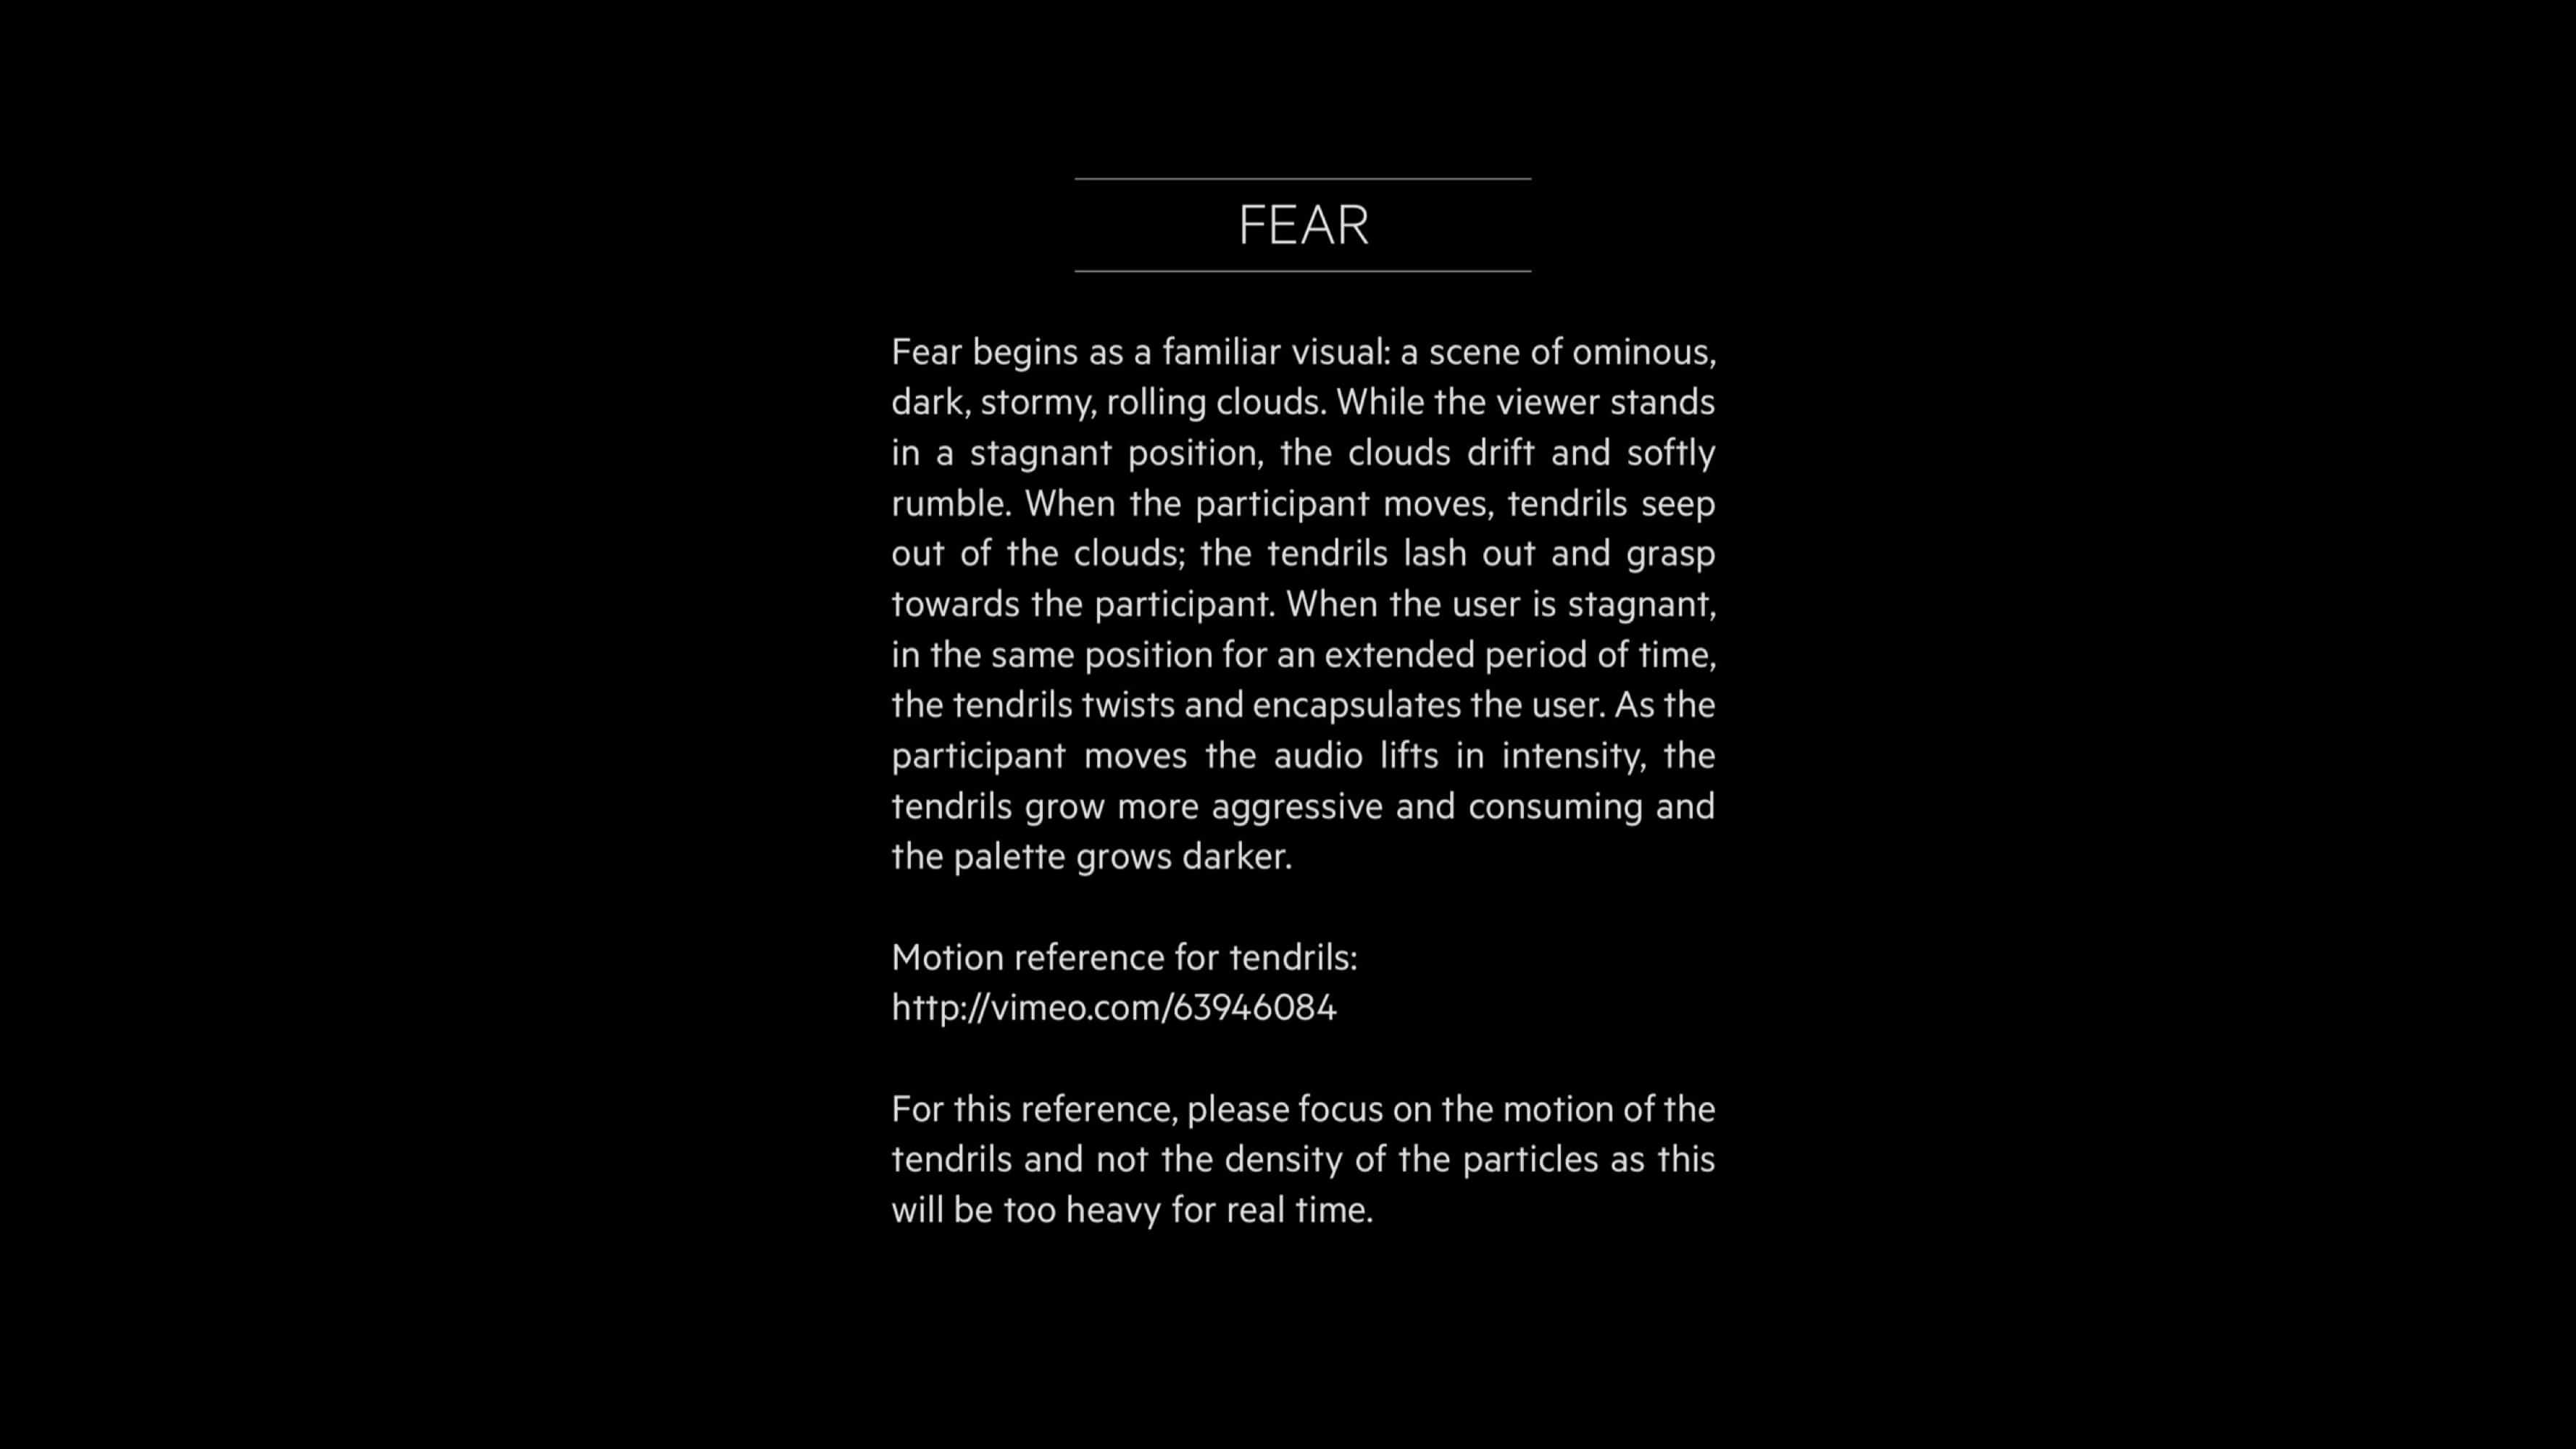 FEAR
Fear begins as a familiar visual: a scene of ominous,
dark, stormy, rolling clouds. While the viewer stands
in a stagnant position, the clouds drift and softly
rumble. When the participant moves, tendrils seep
out of the clouds; the tendrils lash out and grasp
towards the participant. When the user is stagnant,
in the same position for an extended period of time,
the tendrils twists and encapsulates the user. As the
participant moves the audio lifts in intensity, the
tendrils grow more aggressive and consuming and
the palette grows darker.
Motion reference for tendrils:
http://vimeo.com/63946084
For this reference, please focus on the motion of the
tendrils and not the density of the particles as this
will be too heavy for real time.